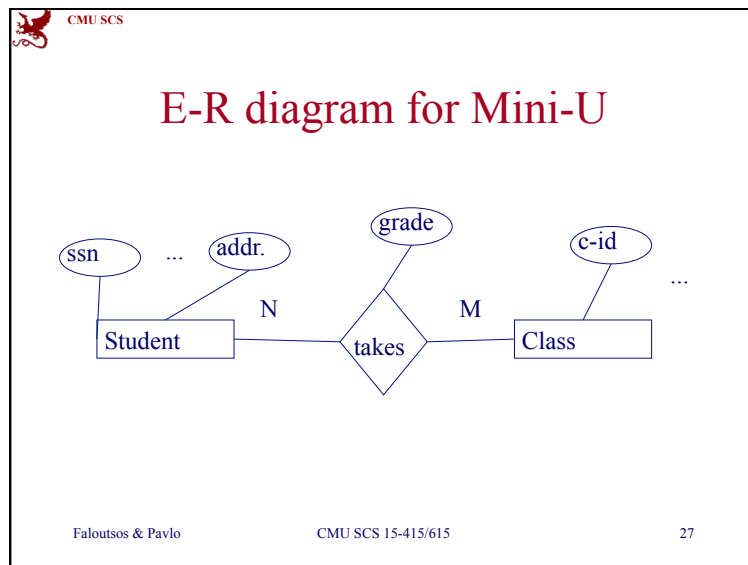 CMU SCS
E-R diagram for Mini-U
ssn ... addr. grade c-id ...
N M
Student takes Class
Faloutsos & Pavlo CMU SCS 15-415/615 27